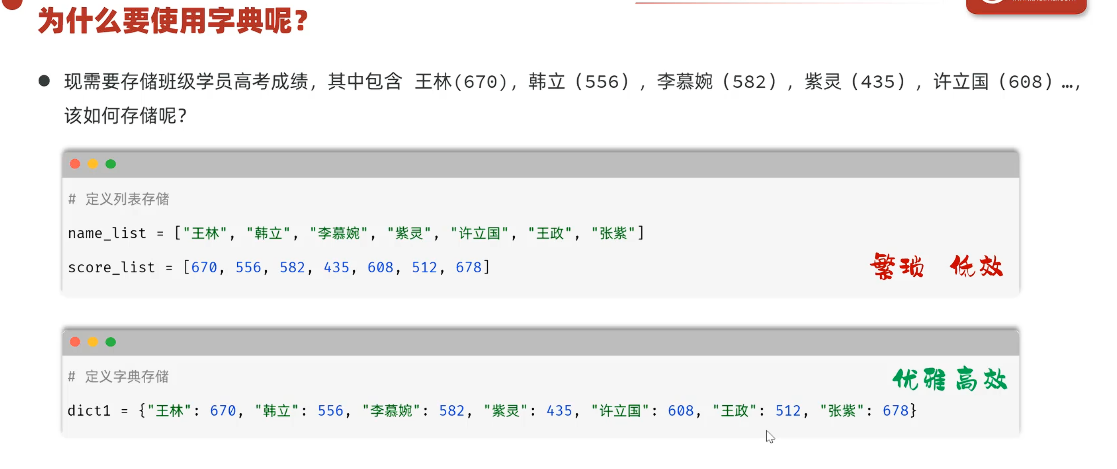 为什么要使用字典呢？
现需要存储班级学员高考成绩，其中包含 王林(670)，韩立（556），李慕婉（582），紫灵（435），许立国（608）…，
该如何存储呢？
# 定义列表存储
name_list = ["王林", "韩立", "李慕婉", "紫灵", "许立国", "王政", "张紫"]
score_list = [670, 556, 582, 435, 608, 512, 678]
繁琐 低效
# 定义字典存储
优雅 高效
dict1 = {"王林": 670, "韩立": 556, "李慕婉": 582, "紫灵": 435, "许立国": 608, "王政": 512, "张紫": 678}